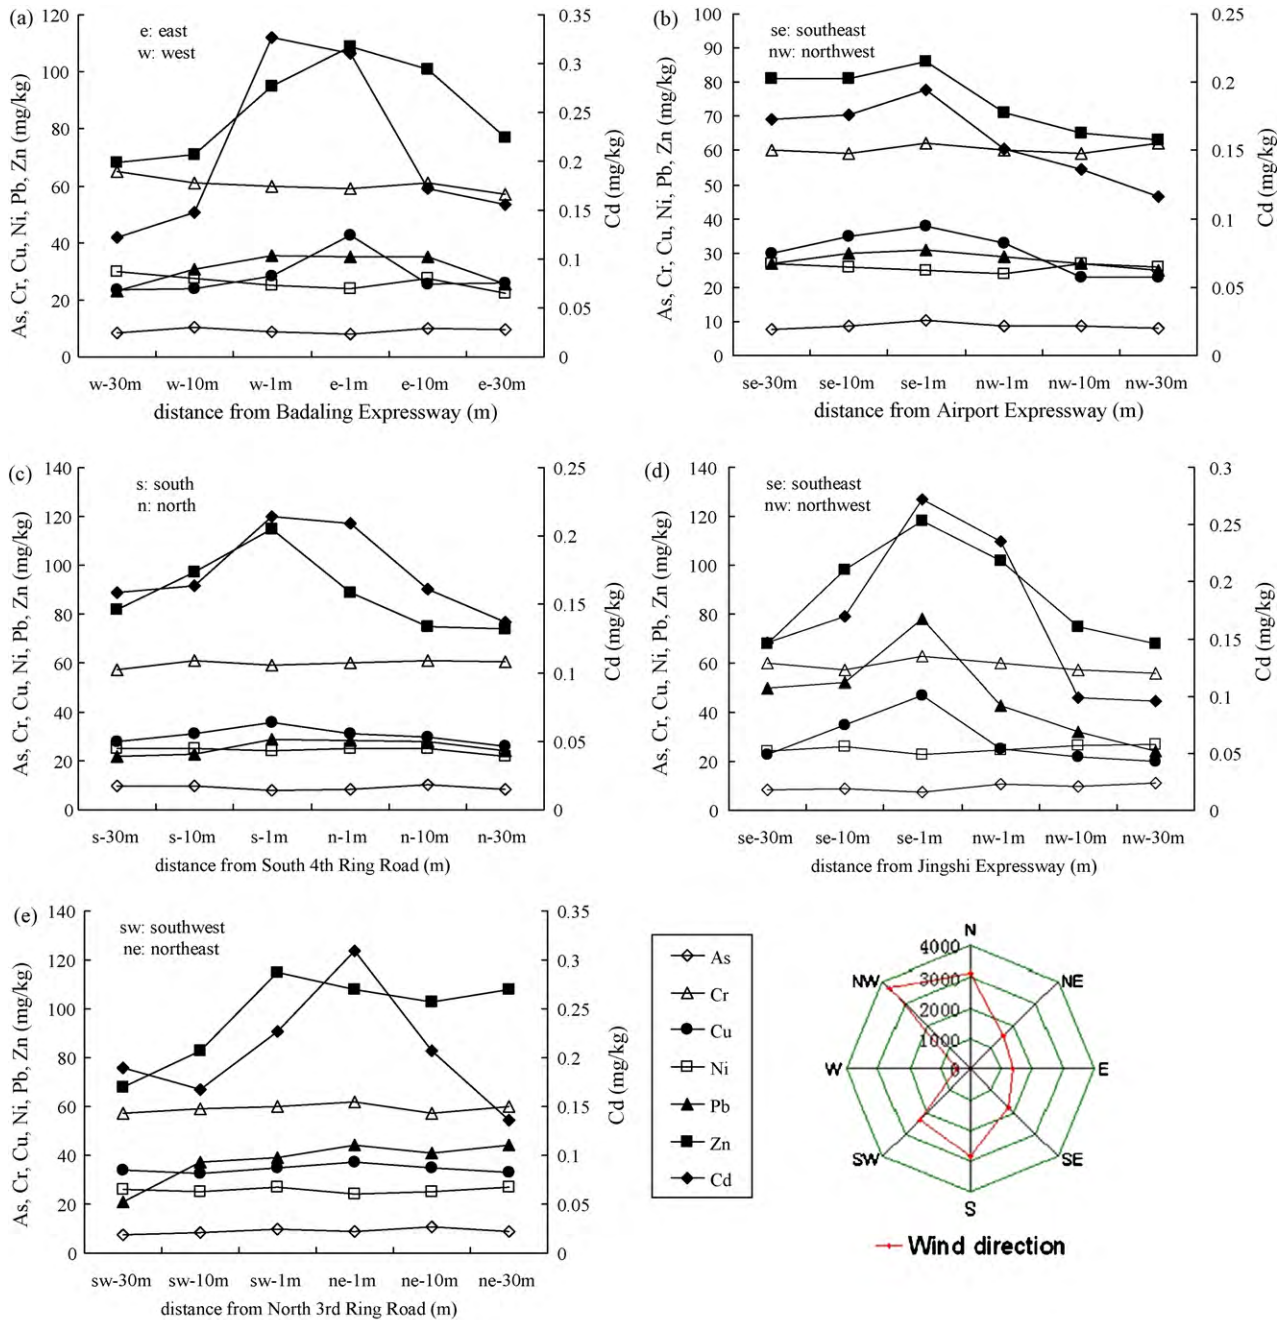 (a)
e: east
w: west
As, Cr, Cu, Ni, Pb, Zn (mg/kg)
120
100
80
60
40
20
0
0.35
0.3
0.25
0.2
0.15
0.1
0.05
0
Cd (mg/kg)
w-30m w-10m w-1m e-1m e-10m e-30m
distance from Badaling Expressway (m)
(b)
se: southeast
nw: northwest
As, Cr, Cu, Ni, Pb, Zn (mg/kg)
100
90
80
70
60
50
40
30
20
10
0
0.25
0.2
0.15
0.1
0.05
0
Cd (mg/kg)
se-30m se-10m se-1m nw-1m nw-10m nw-30m
distance from Airport Expressway (m)
(c)
s: south
n: north
As, Cr, Cu, Ni, Pb, Zn (mg/kg)
140
120
100
80
60
40
20
0
0.25
0.2
0.15
0.1
0.05
0
Cd (mg/kg)
s-30m s-10m s-1m n-1m n-10m n-30m
distance from South 4th Ring Road (m)
(d)
se: southeast
nw: northwest
As, Cr, Cu, Ni, Pb, Zn (mg/kg)
140
120
100
80
60
40
20
0
0.3
0.25
0.2
0.15
0.1
0.05
0
Cd (mg/kg)
se-30m se-10m se-1m nw-1m nw-10m nw-30m
distance from Jingshi Expressway (m)
(e)
sw: southwest
ne: northeast
As, Cr, Cu, Ni, Pb, Zn (mg/kg)
140
120
100
80
60
40
20
0
0.35
0.3
0.25
0.2
0.15
0.1
0.05
0
Cd (mg/kg)
sw-30m sw-10m sw-1m ne-1m ne-10m ne-30m
distance from North 3rd Ring Road (m)
As
Cr
Cu
Ni
Pb
Zn
Cd
N
NE
E
SE
S
SW
W
NW
4000
3000
2000
1000
0
Wind direction